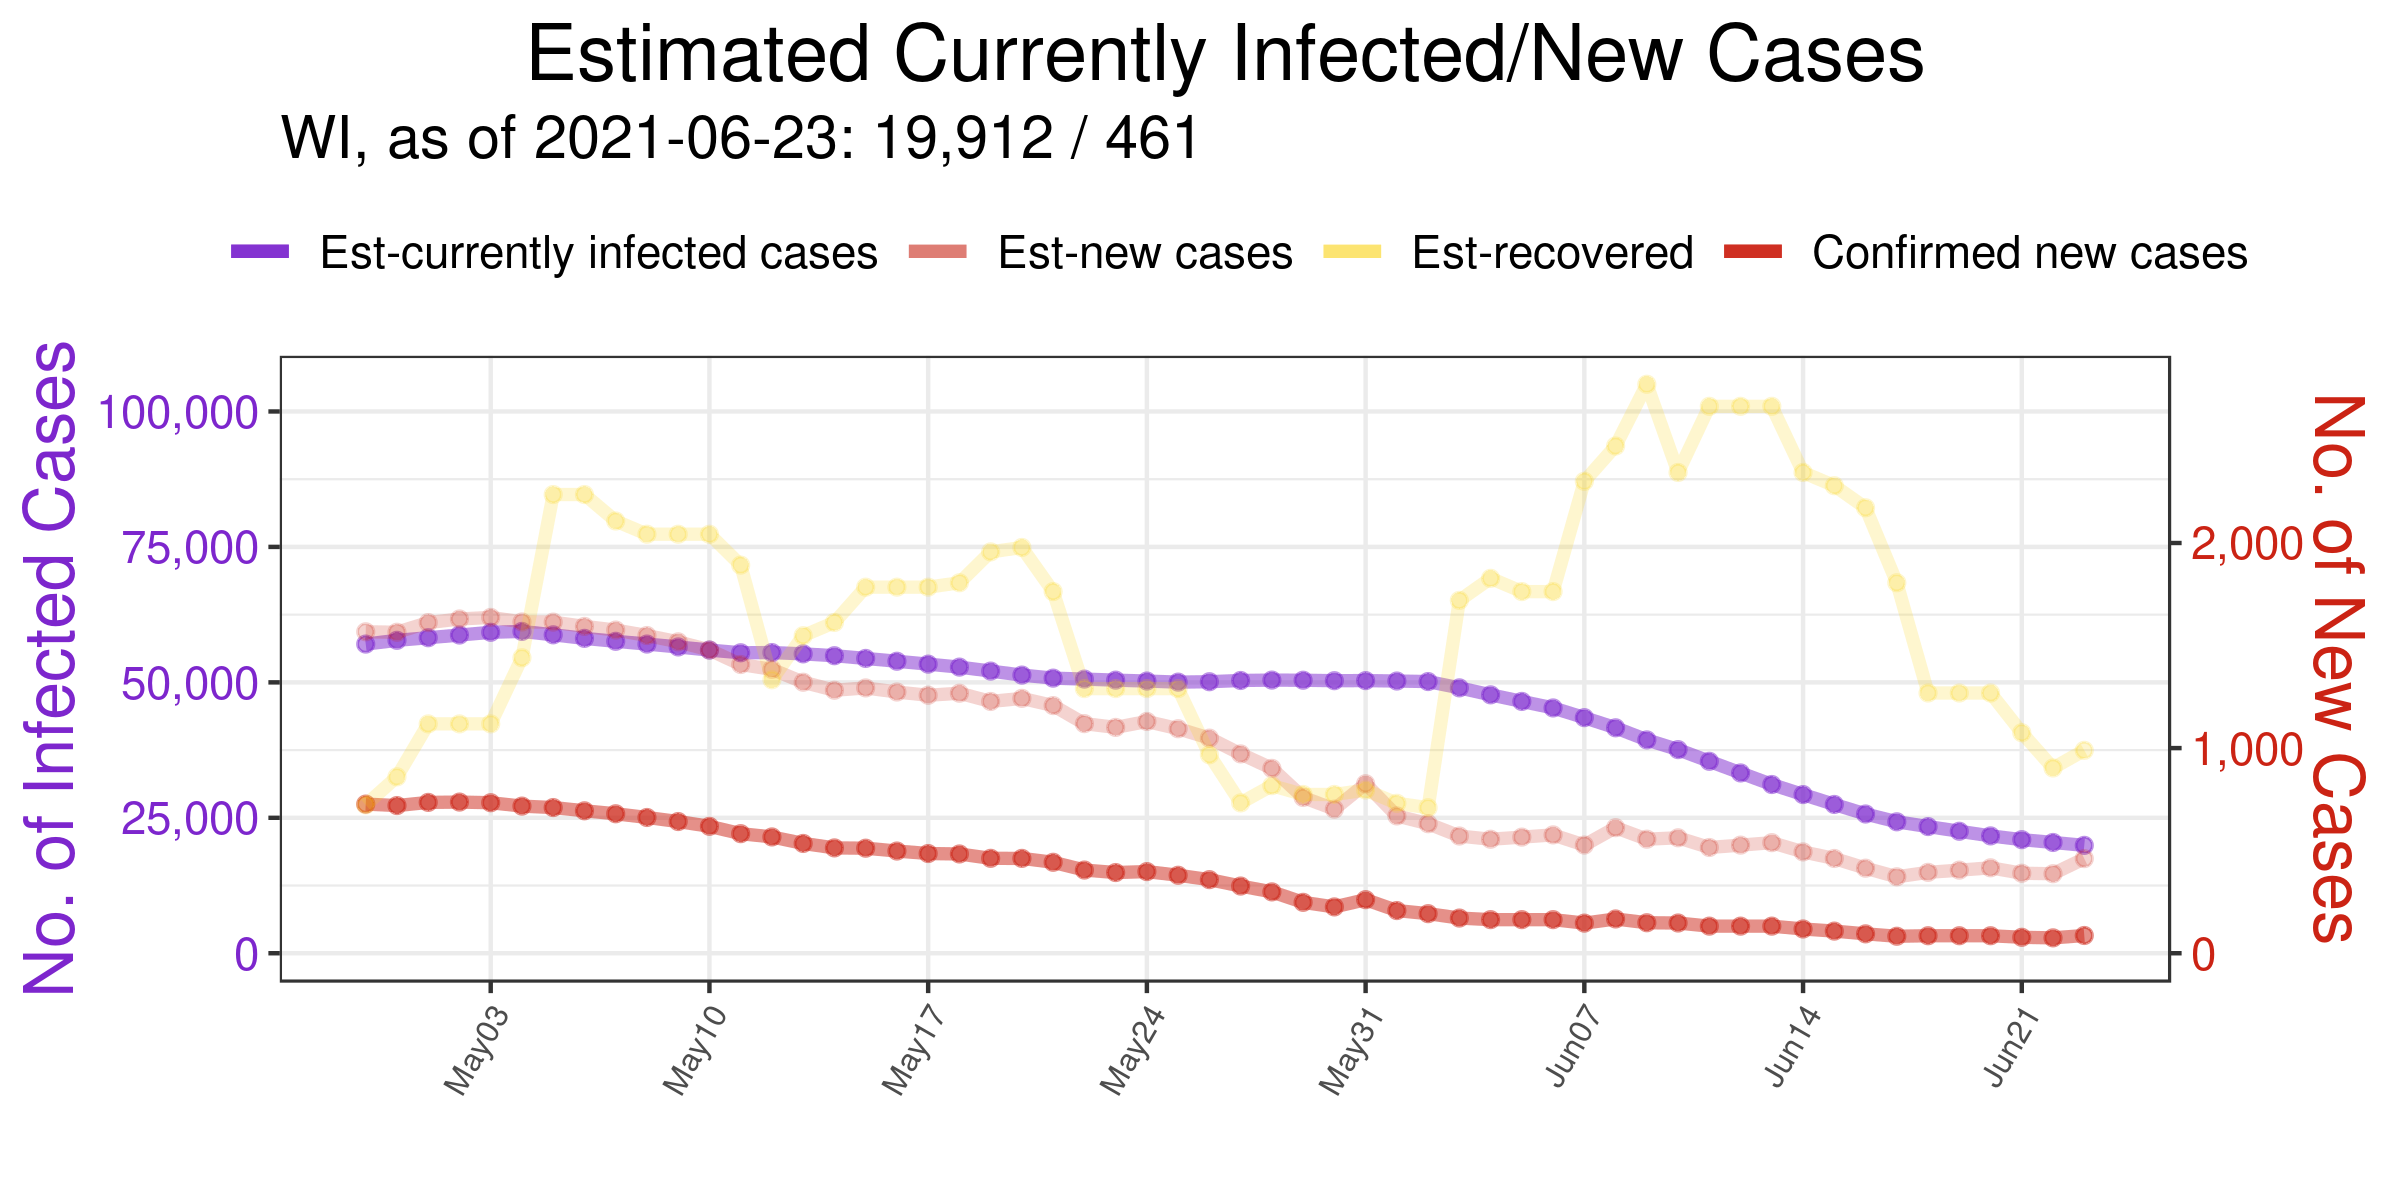 Estimated Currently Infected/New Cases
WI, as of 2021-06-23: 19,912 / 461
Est-currently infected cases
Est-new cases
Est-recovered
Confirmed new cases
No. of Infected Cases
100,000
75,000
50,000
25,000
0
2,000
1,000
0
No. of New Cases
May03
May10
May17
May24
May31
Jun07
Jun14
Jun21